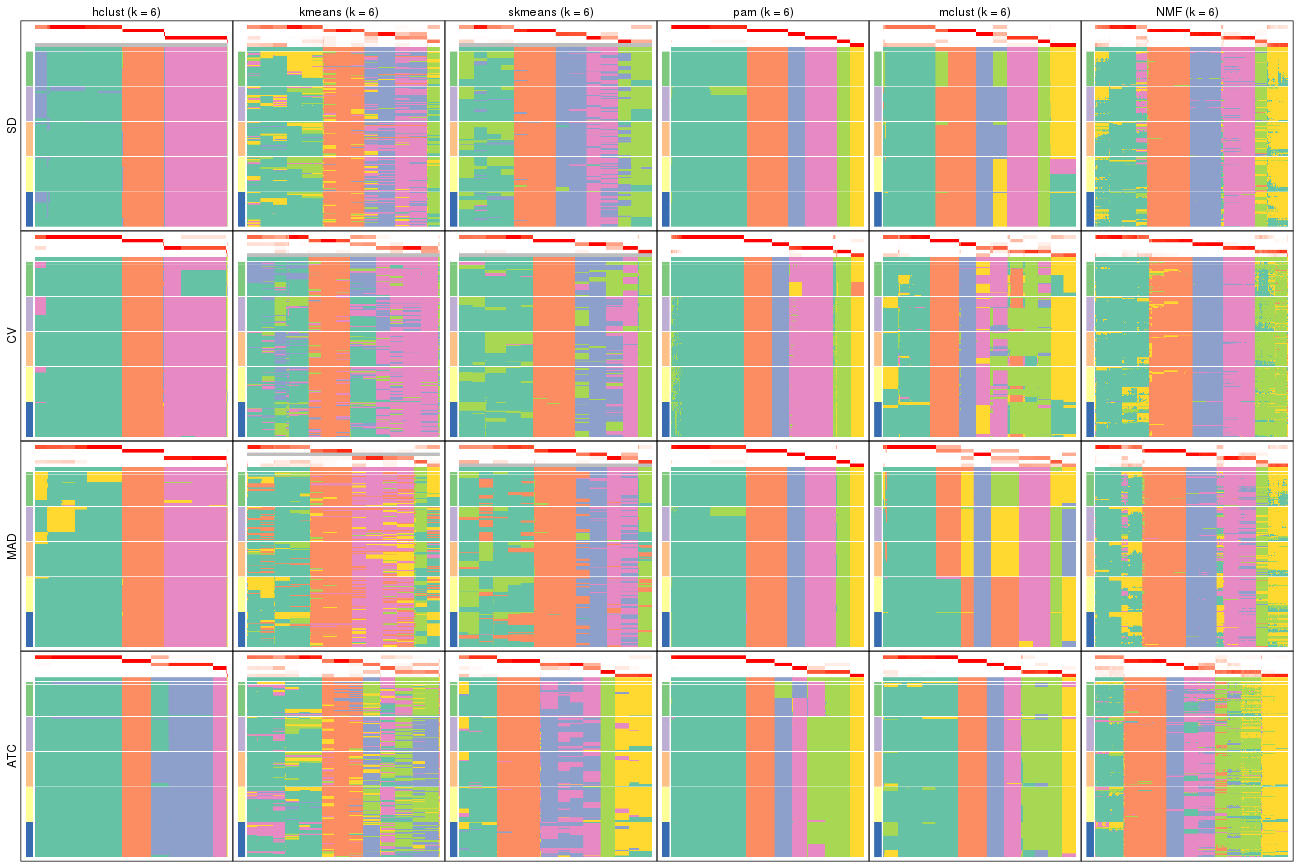 hclust (k = 6)
kmeans (k = 6)
skmeans (k = 6)
pam (k = 6)
mclust (k = 6)
NMF (k = 6)
SD
CV
MAD
ATC